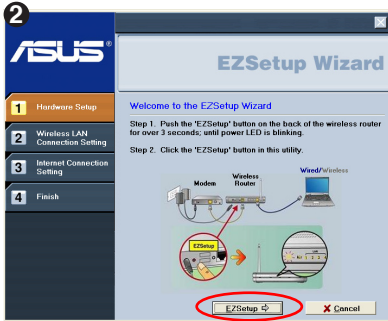 2
ASUS®
EZSetup Wizard
1 Hardware Setup
2 Wireless LAN
Connection Setting
3 Internet Connection
Setting
4 Finish
Welcome to the EZSetup Wizard
Step 1. Push the 'EZSetup' button on the back of the wireless router
for over 3 seconds; until power LED is blinking.
Step 2. Click the 'EZSetup' button in this utility.
Modem
Wireless
Router
Wired/Wireless
EZSetup
EZSetup
Cancel